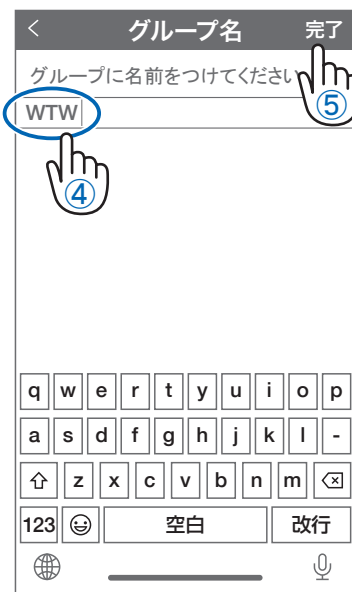 < グループ名 完了
グループに名前をつけてください
⑤
WTW
④
q w e r t y u i o p
a s d f g h j k l -
z x c v b n m
123 空白 改行